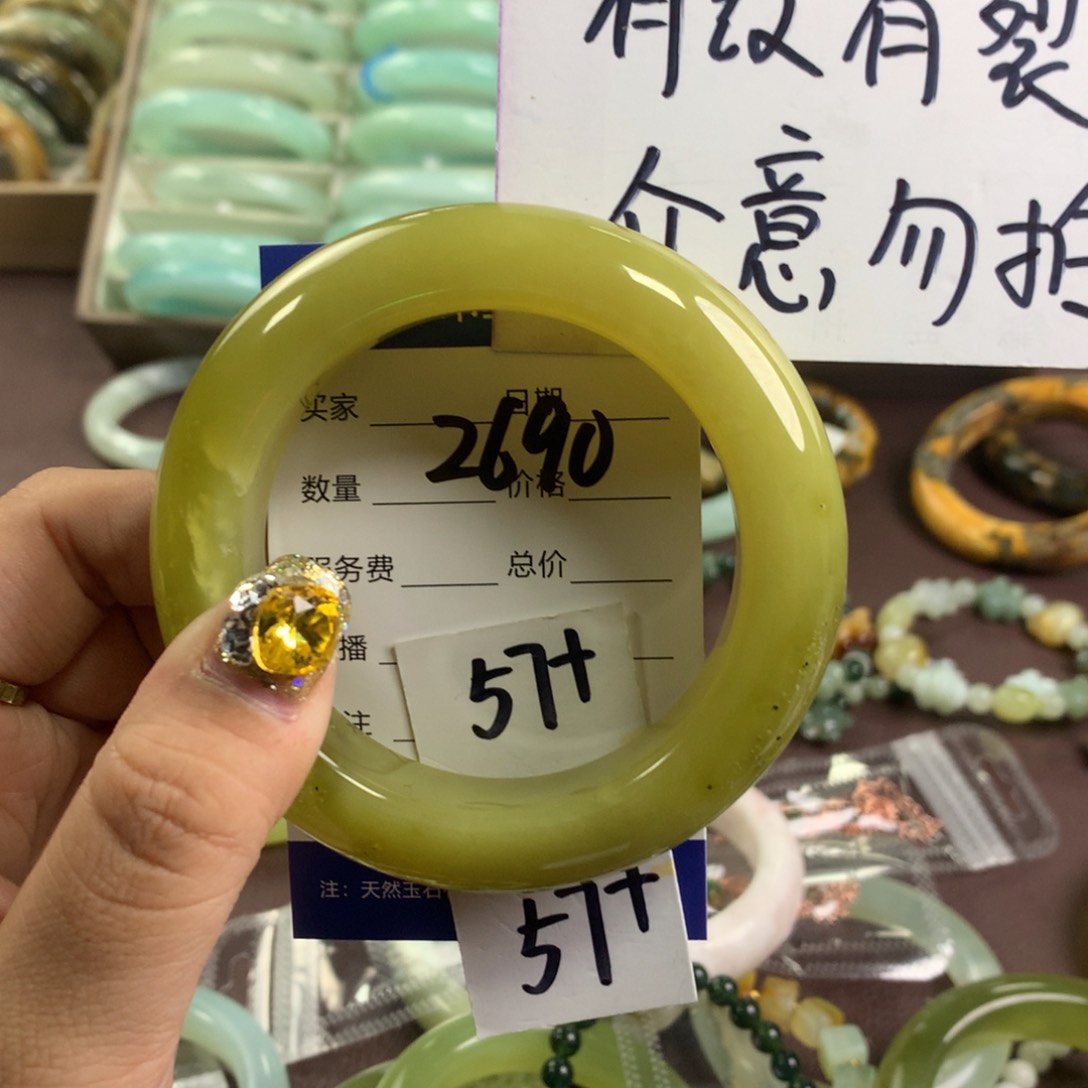 有纹有裂
介意勿拍
买家 日期
2690
数量 价格
服务费 总价
播
57+
注
注：天然玉石
57+